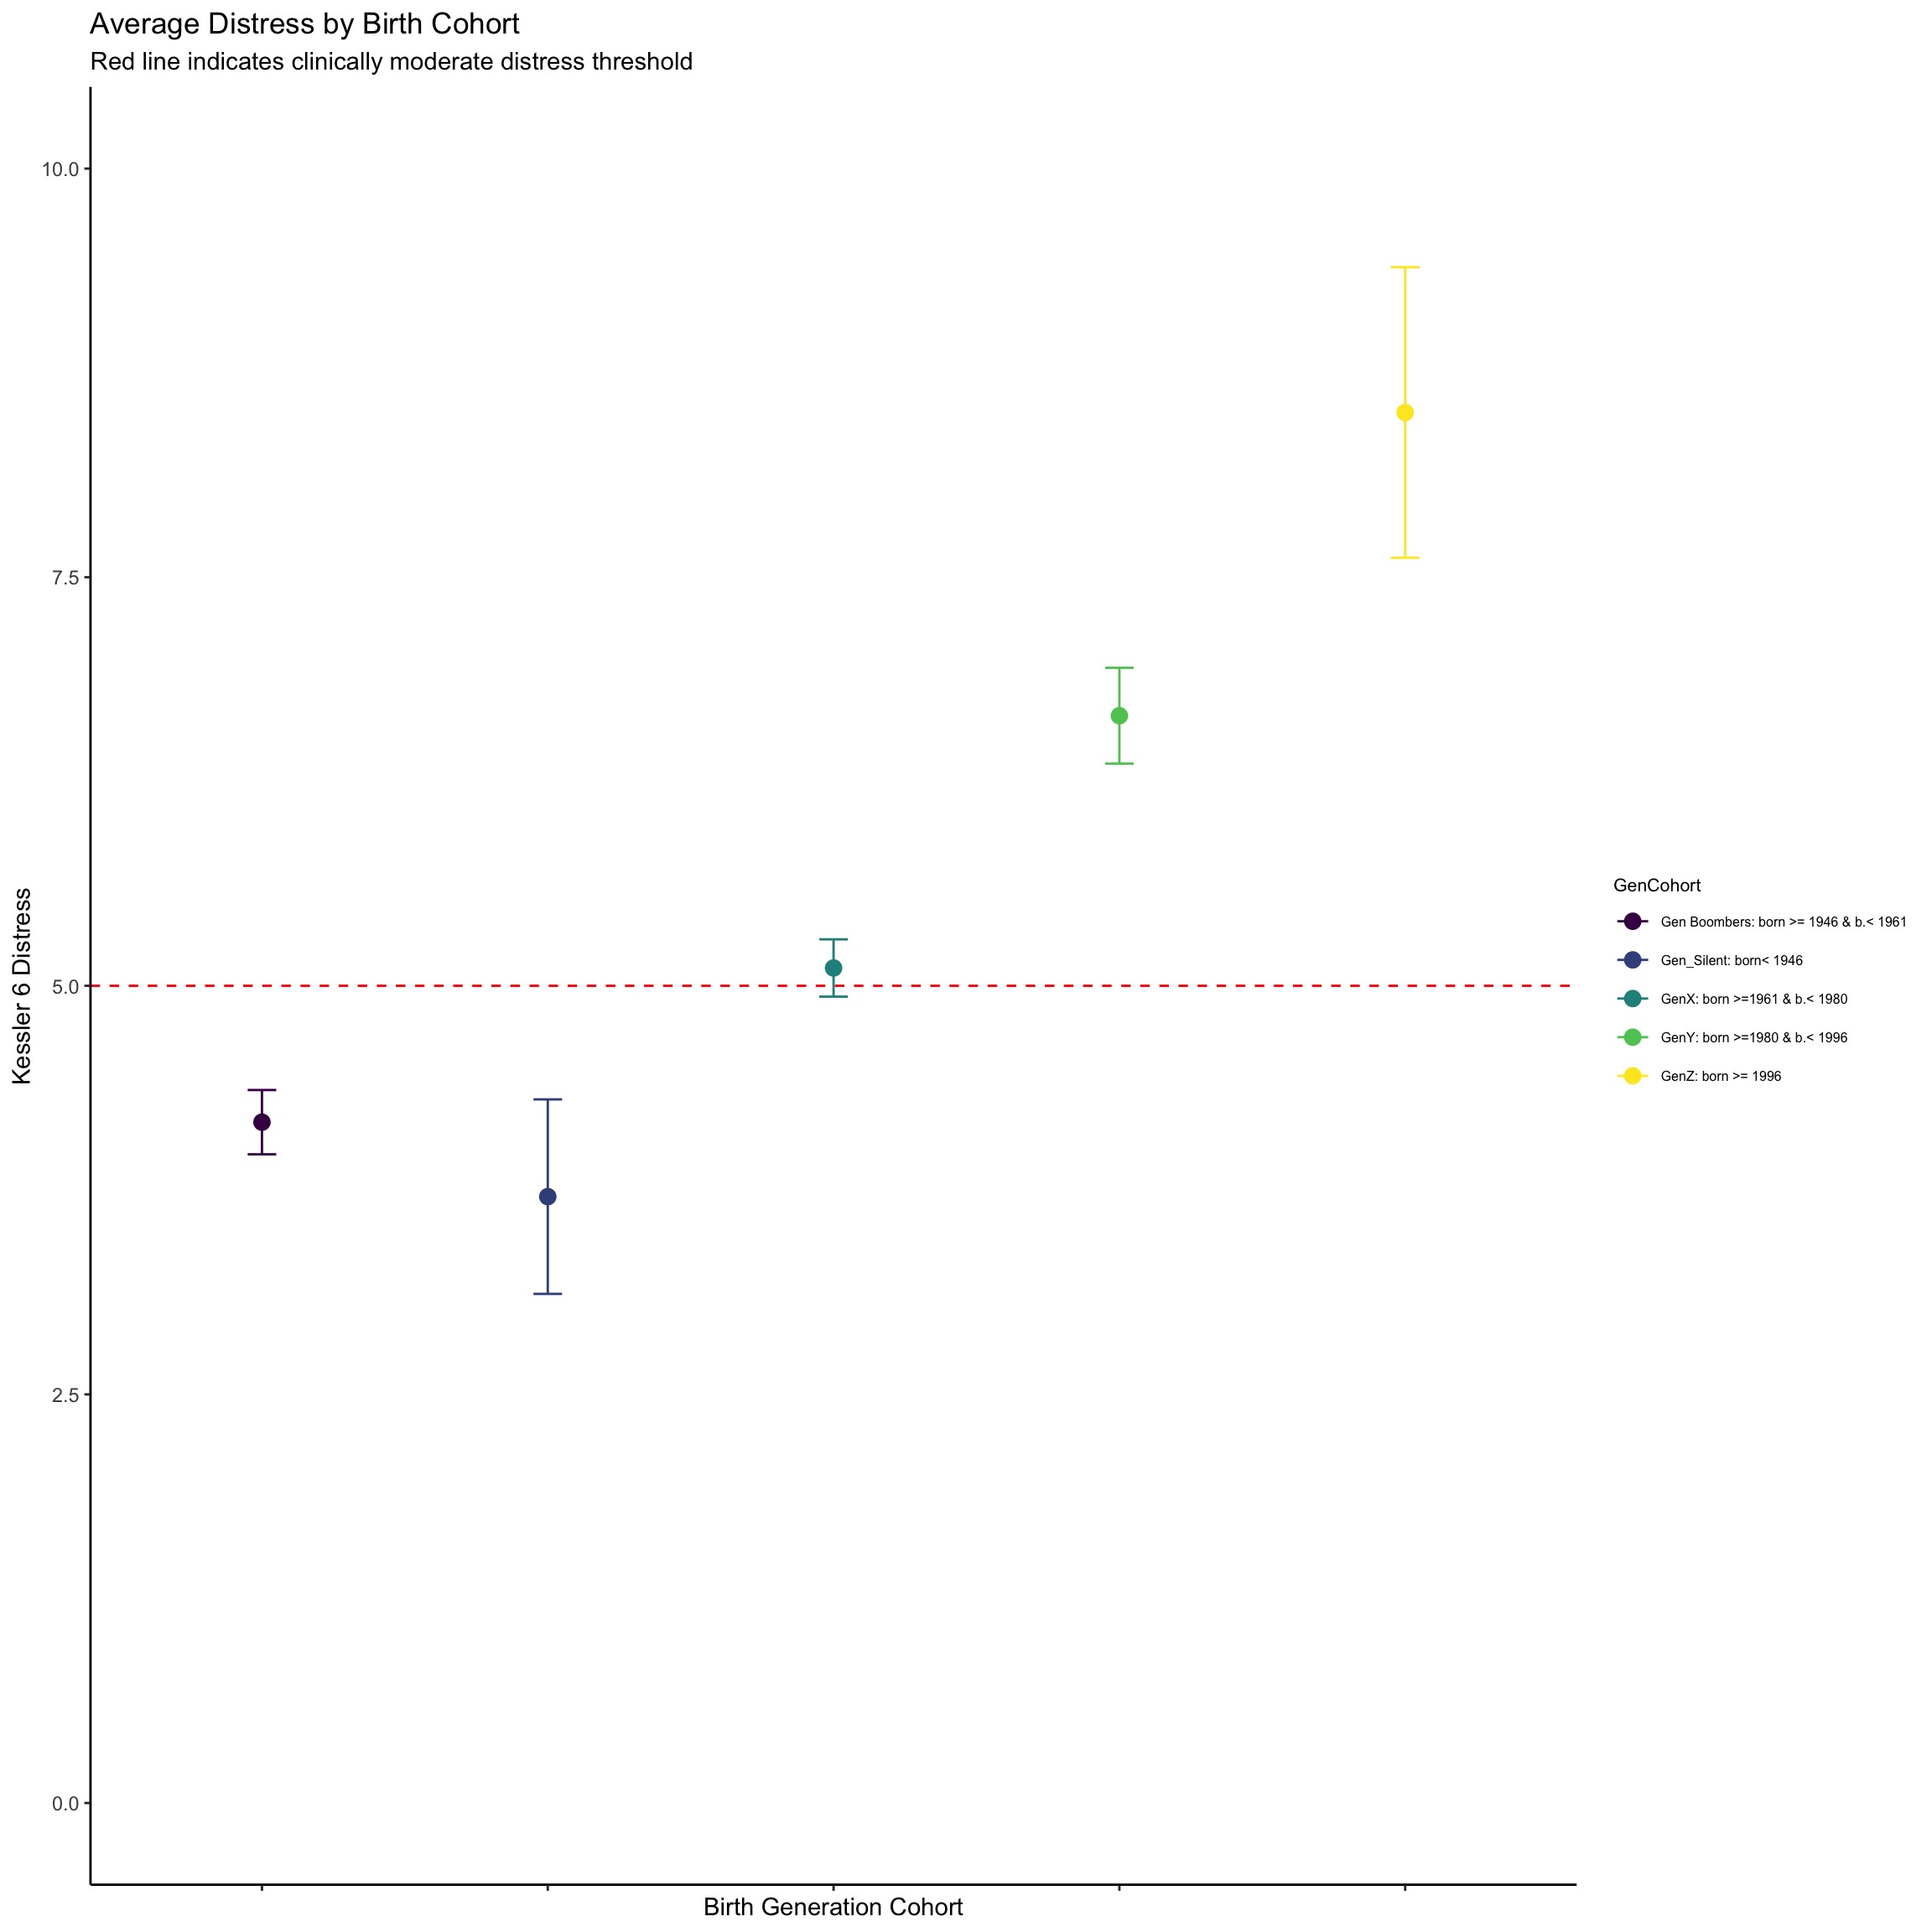 Average Distress by Birth Cohort
Red line indicates clinically moderate distress threshold
10.0
7.5
5.0
2.5
0.0
Kessler 6 Distress
Birth Generation Cohort
GenCohort
Gen Boombers: born >= 1946 & b.< 1961
Gen_Silent: born< 1946
GenX: born >=1961 & b.< 1980
GenY: born >=1980 & b.< 1996
GenZ: born >= 1996